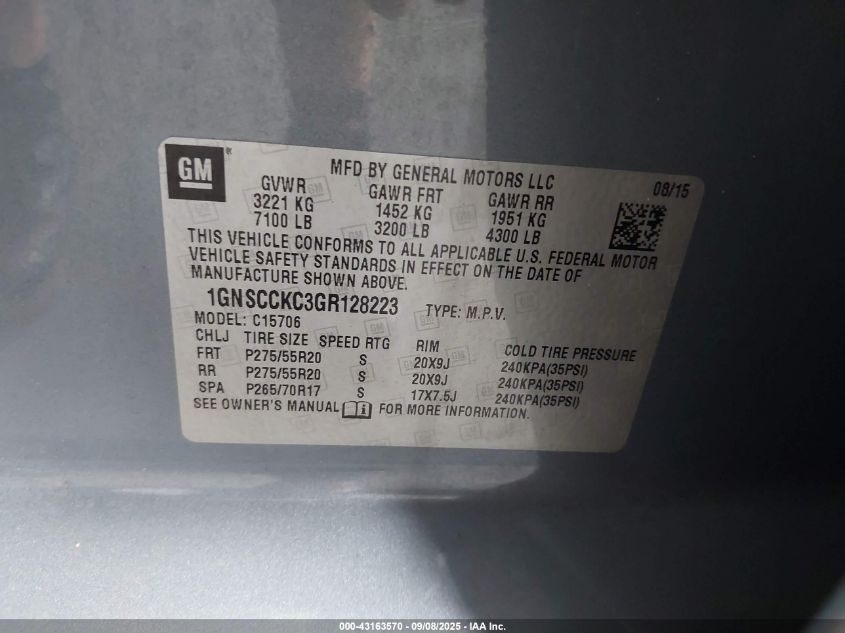 GM
MFD BY GENERAL MOTORS LLC
08/15
GVWR GAWR FRT GAWR RR
3221 KG 1452 KG 1951 KG
7100 LB 3200 LB 4300 LB
THIS VEHICLE CONFORMS TO ALL APPLICABLE U.S. FEDERAL MOTOR
VEHICLE SAFETY STANDARDS IN EFFECT ON THE DATE OF
MANUFACTURE SHOWN ABOVE.
1GNSCCKC3GR128223 TYPE: M.P.V.
MODEL: C15706
CHLJ TIRE SIZE SPEED RTG RIM COLD TIRE PRESSURE
FRT P275/55R20 S 20X9J 240KPA(35PSI)
RR P275/55R20 S 20X9J 240KPA(35PSI)
SPA P265/70R17 S 17X7.5J 240KPA(35PSI)
SEE OWNER'S MANUAL i FOR MORE INFORMATION.
000-43163570 - 09/08/2025 - IAA Inc.